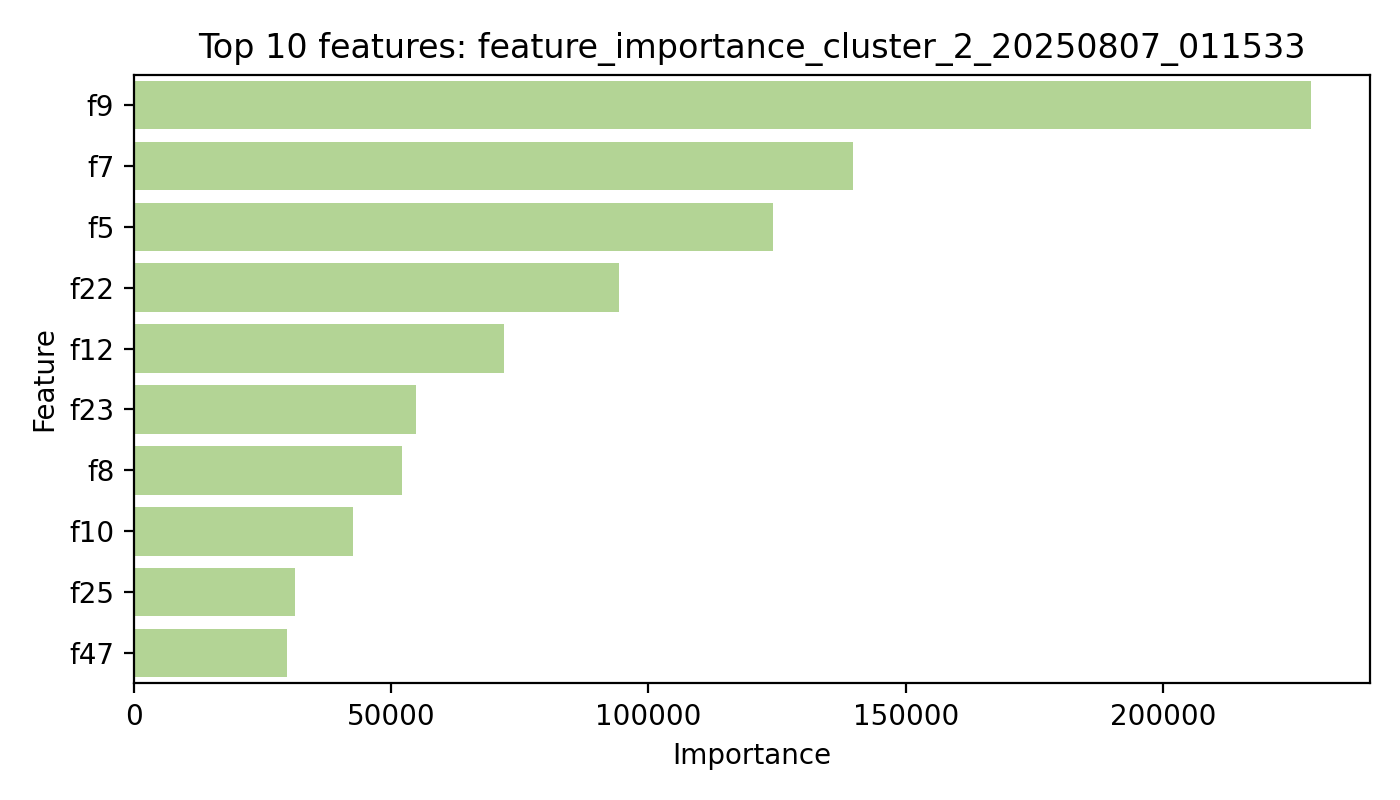 Top 10 features: feature_importance_cluster_2_20250807_011533
Feature
f9
f7
f5
f22
f12
f23
f8
f10
f25
f47
0 50000 100000 150000 200000
Importance